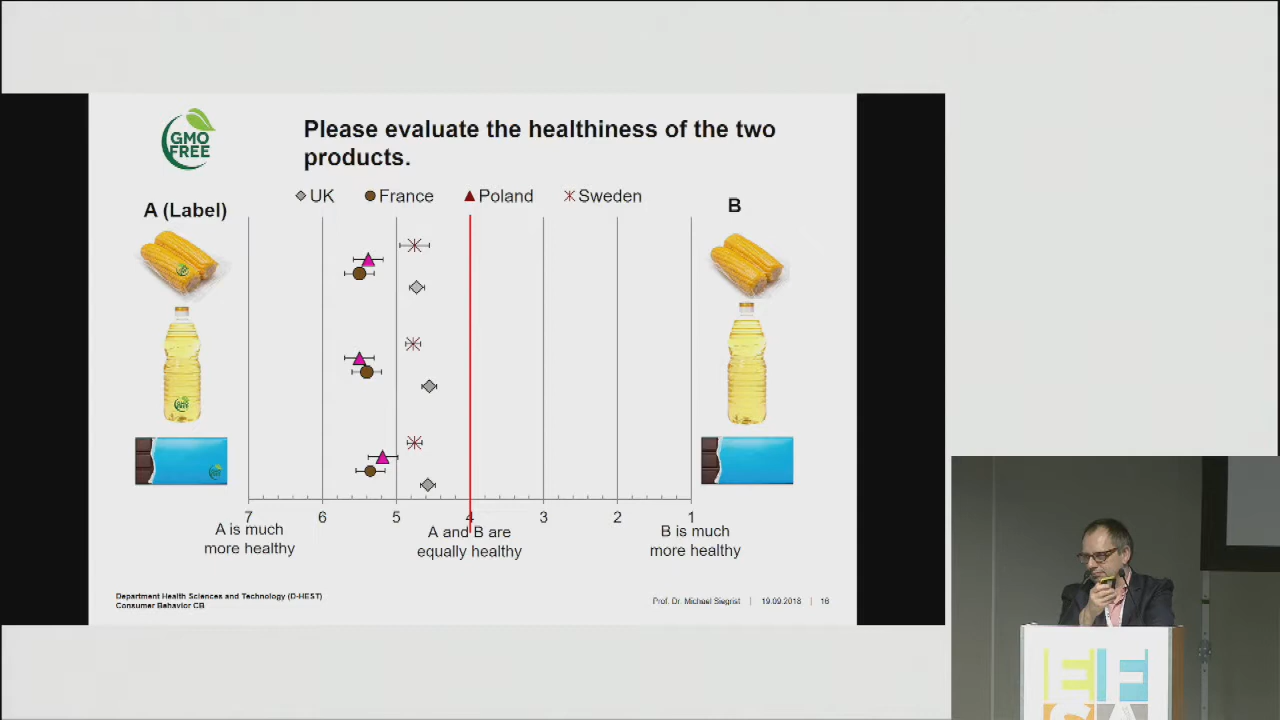 GMO
FREE
Please evaluate the healthiness of the two
products.
UK France Poland Sweden
A (Label)
B
7 6 5 4 3 2 1
A is much
more healthy
A and B are
equally healthy
B is much
more healthy
Department Health Sciences and Technology (D-HEST)
Consumer Behavior CB
Prof. Dr. Michael Siegrist | 19.09.2018 | 16
EF
SA